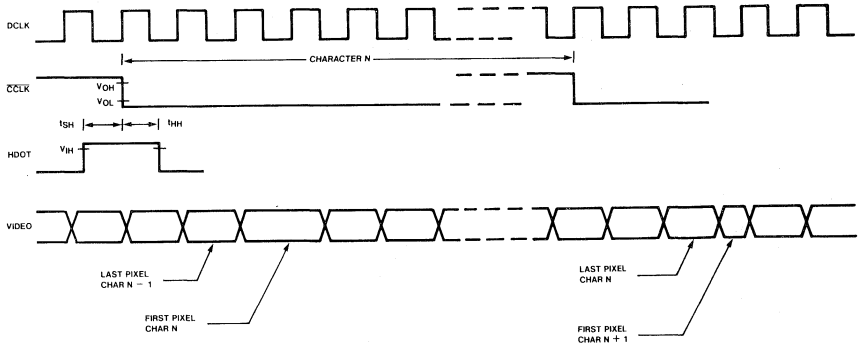 DCLK
CHARACTER N
CCLK
VOH
VOL
tSH
tHH
HDOT
VIH
VIDEO
LAST PIXEL
CHAR N – 1
FIRST PIXEL
CHAR N
LAST PIXEL
CHAR N
FIRST PIXEL
CHAR N + 1